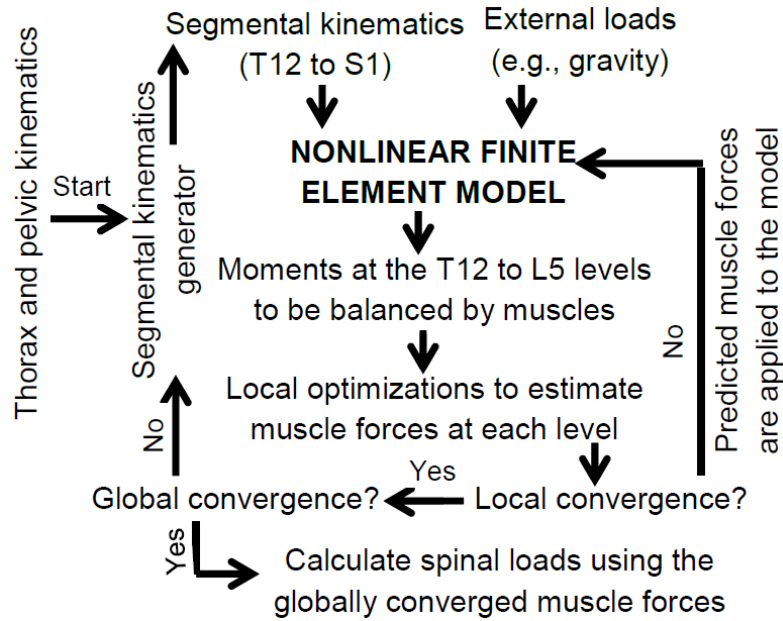 Segmental kinematics
(T12 to S1)
External loads
(e.g., gravity)
Thorax and pelvic kinematics
Start
Segmental kinematics
generator
NONLINEAR FINITE
ELEMENT MODEL
Moments at the T12 to L5 levels
to be balanced by muscles
Local optimizations to estimate
muscle forces at each level
No
Predicted muscle forces
are applied to the model
No
Global convergence?
Yes
Local convergence?
Yes
Calculate spinal loads using the
globally converged muscle forces